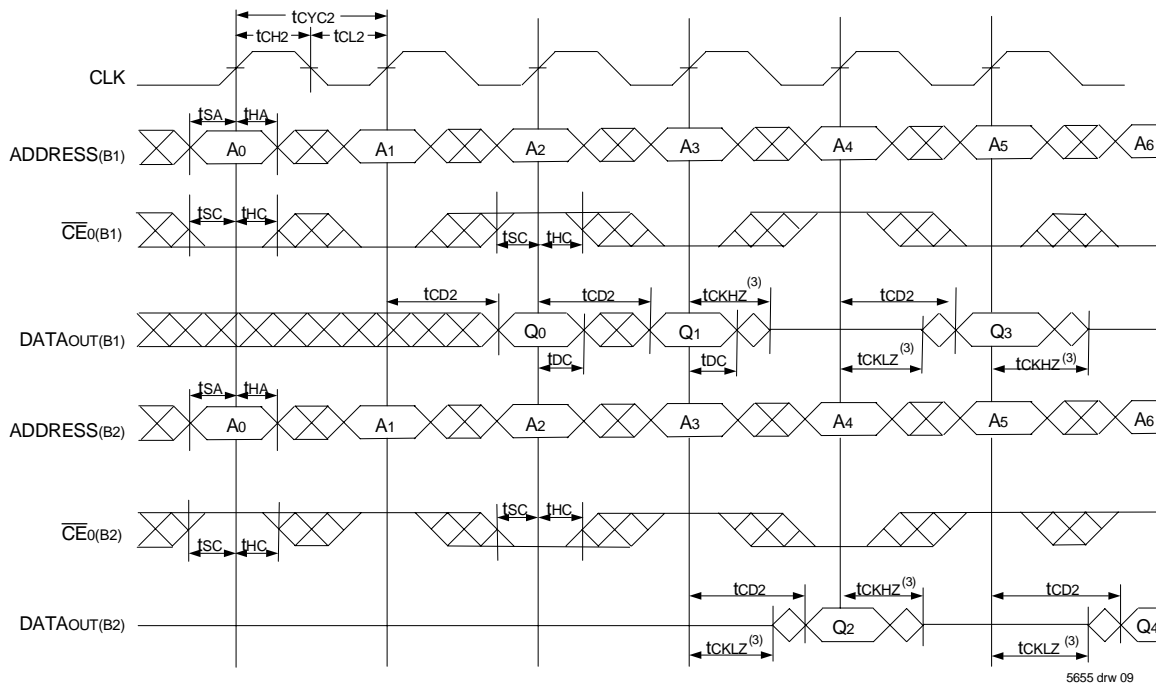 tCYC2
tCH2 tCL2
CLK
tSA tHA
ADDRESS(B1) A0 A1 A2 A3 A4 A5 A6
tSC tHC
CE0(B1)
tSC tHC
tCD2 tCD2 tCKHZ(3) tCD2
DATAOUT(B1) Q0 Q1 Q3
tDC tDC tCKLZ(3) tCKHZ(3)
tSA tHA
ADDRESS(B2) A0 A1 A2 A3 A4 A5 A6
tSC tHC
CE0(B2)
tSC tHC
tCD2 tCKHZ(3) tCD2
DATAOUT(B2) Q2 Q4
tCKLZ(3) tCKLZ(3)
5655 drw 09